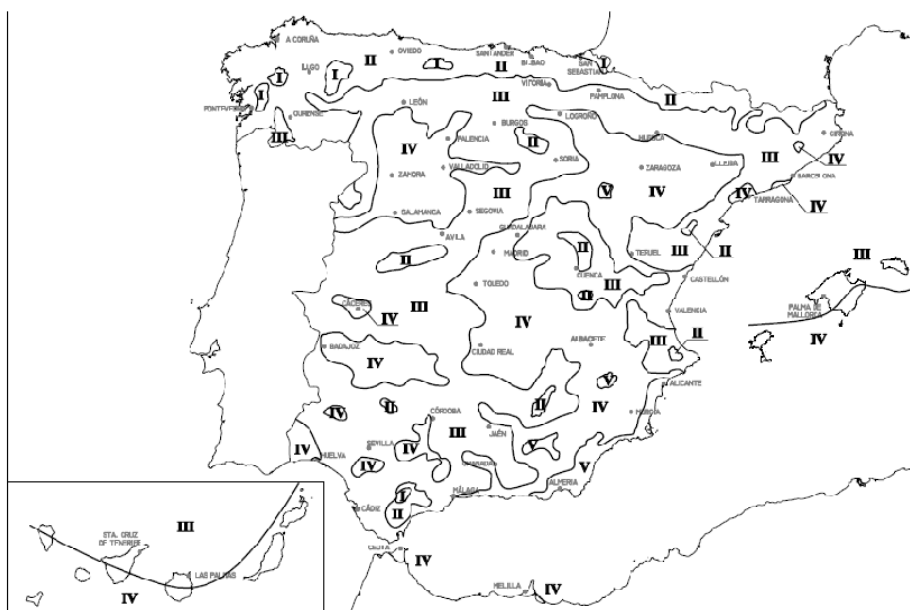 A CORUÑA
OVIEDO
SANTANDER
BILBAO
SAN
SEBASTIAN
LUGO
II
I
II
I
I
I
I
VITORIA
PAMPLONA
II
PONTEVEDRA
OURENSE
LEÓN
III
LOGROÑO
BURGOS
HUESCA
GIRONA
III
IV
PALENCIA
II
III
IV
VALLADOLID
SORIA
ZARAGOZA
LLEIDA
BARCELONA
ZAMORA
III
V
IV
IV
TARRAGONA
IV
SALAMANCA
SEGOVIA
AVILA
GUADALAJARA
II
MADRID
II
TERUEL
III
II
III
CUENCA
III
CASTELLÓN
TOLEDO
II
CÁCERES
III
IV
IV
VALENCIA
PALMA DE
MALLORCA
IV
BADAJOZ
CIUDAD REAL
ALBACETE
III
II
IV
V
ALICANTE
IV
II
CÓRDOBA
II
IV
MURCIA
III
JAÉN
SEVILLA
IV
V
IV
HUELVA
IV
GRANADA
V
I
MÁLAGA
ALMERIA
CÁDIZ
II
III
STA. CRUZ
DE TENERIFE
CEUTA
IV
LAS PALMAS
IV
MELILLA
IV